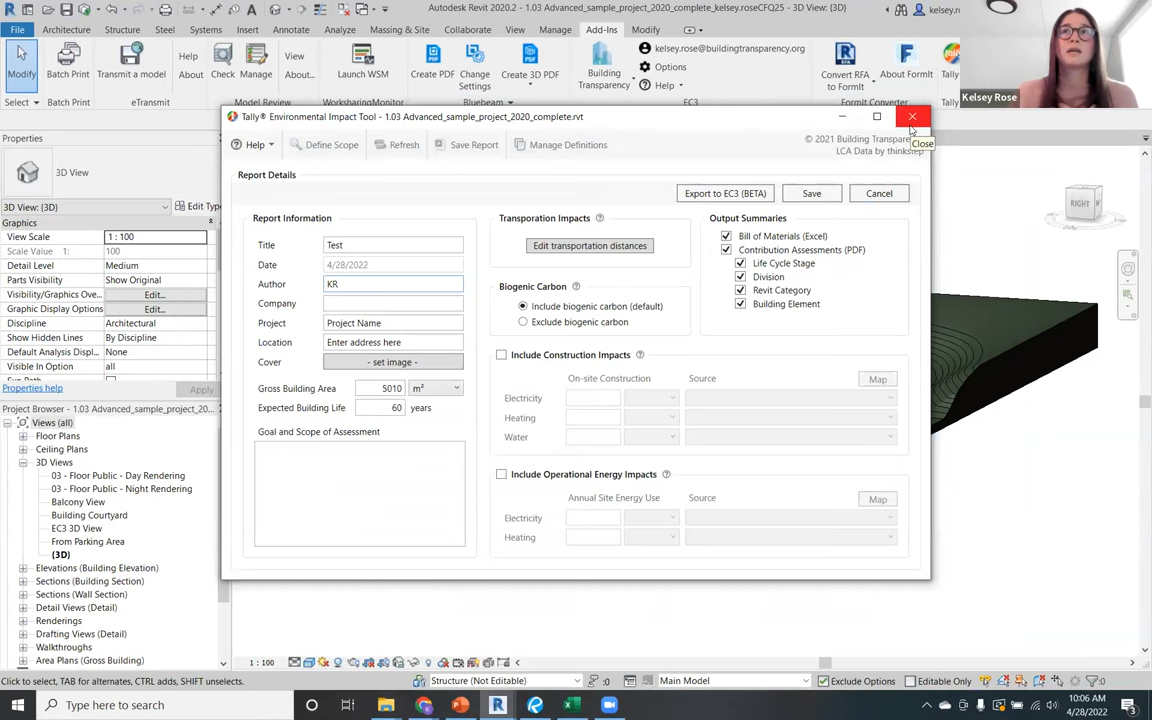 Autodesk Revit 2020.2 - 1.03 Advanced_sample_project_2020_complete_kelsey.roseCFQ25 - 3D View: {3D}
kelsey.ro
File Architecture Structure Steel Systems Insert Annotate Analyze Massing & Site Collaborate View Manage Add-Ins Modify
Modify
Batch Print
Transmit a model
Help
About
Check
Manage
View
About...
Launch WSM
Create PDF
Change Settings
Create 3D PDF
Building Transparency
kelsey.rose@buildingtransparency.org
Options
Help
Convert RFA to FormIt
About FormIt
Tally
Select
Batch Print
eTransmit
Model Review
WorksharingMonitor
Bluebeam
EC3
FormIt Converter
Kelsey Rose
Properties
3D View
3D View: {3D}
Edit Type
Graphics
View Scale 1 : 100
Scale Value 1: 100
Detail Level Medium
Parts Visibility Show Original
Visibility/Graphics Ove... Edit...
Graphic Display Options Edit...
Discipline Architectural
Show Hidden Lines By Discipline
Default Analysis Displ... None
Visible In Option all
Properties help
Apply
Project Browser - 1.03 Advanced_sample_project_20...
Views (all)
Floor Plans
Ceiling Plans
3D Views
03 - Floor Public - Day Rendering
03 - Floor Public - Night Rendering
Balcony View
Building Courtyard
EC3 3D View
From Parking Area
{3D}
Elevations (Building Elevation)
Sections (Building Section)
Sections (Wall Section)
Detail Views (Detail)
Renderings
Drafting Views (Detail)
Walkthroughs
Area Plans (Gross Building)
Tally® Environmental Impact Tool - 1.03 Advanced_sample_project_2020_complete.rvt
Close
Help
Define Scope
Refresh
Save Report
Manage Definitions
© 2021 Building Transpare
LCA Data by thinkstep
Report Details
Export to EC3 (BETA)
Save
Cancel
Report Information
Title Test
Date 4/28/2022
Author KR
Company
Project Project Name
Location Enter address here
Cover - set image -
Gross Building Area 5010 m²
Expected Building Life 60 years
Goal and Scope of Assessment
Transporation Impacts
Edit transportation distances
Biogenic Carbon
Include biogenic carbon (default)
Exclude biogenic carbon
Output Summaries
Bill of Materials (Excel)
Contribution Assessments (PDF)
Life Cycle Stage
Division
Revit Category
Building Element
Include Construction Impacts
On-site Construction Source Map
Electricity
Heating
Water
Include Operational Energy Impacts
Annual Site Energy Use Source Map
Electricity
Heating
RIGHT
1 : 100
Click to select, TAB for alternates, CTRL adds, SHIFT unselects.
Structure (Not Editable)
:0
Main Model
Exclude Options
Editable Only
:0
Type here to search
10:06 AM
4/28/2022
3